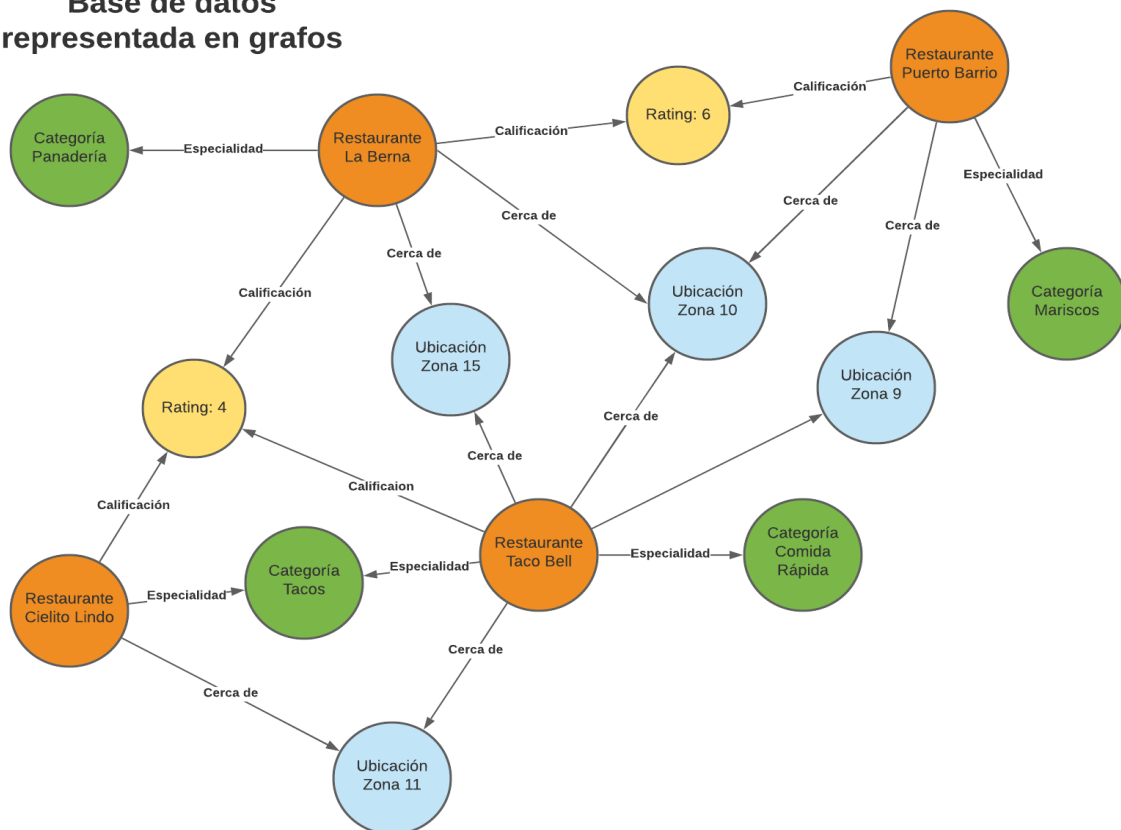 Base de datos
representada en grafos
Restaurante
Puerto Barrio
Calificación
Rating: 6
Categoría
Panadería
Especialidad
Restaurante
La Berna
Calificación
Especialidad
Cerca de
Cerca de
Cerca de
Cerca de
Calificación
Ubicación
Zona 10
Categoría
Mariscos
Ubicación
Zona 15
Ubicación
Zona 9
Rating: 4
Cerca de
Cerca de
Calificaion
Calificación
Restaurante
Taco Bell
Especialidad
Categoría
Comida
Rápida
Especialidad
Categoría
Tacos
Especialidad
Restaurante
Cielito Lindo
Cerca de
Cerca de
Ubicación
Zona 11